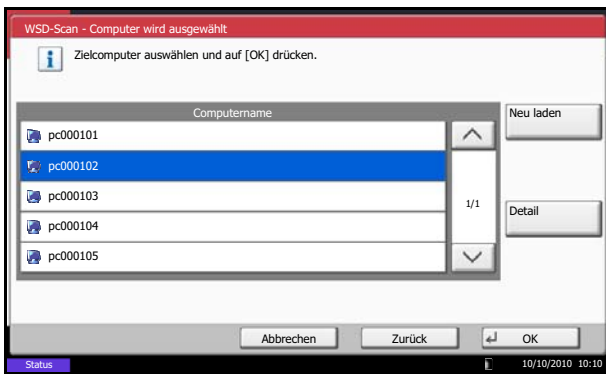 WSD-Scan - Computer wird ausgewählt
Zielcomputer auswählen und auf [OK] drücken.
Computername
Neu laden
pc000101
pc000102
pc000103
1/1
Detail
pc000104
pc000105
Abbrechen
Zurück
OK
Status
10/10/2010 10:10